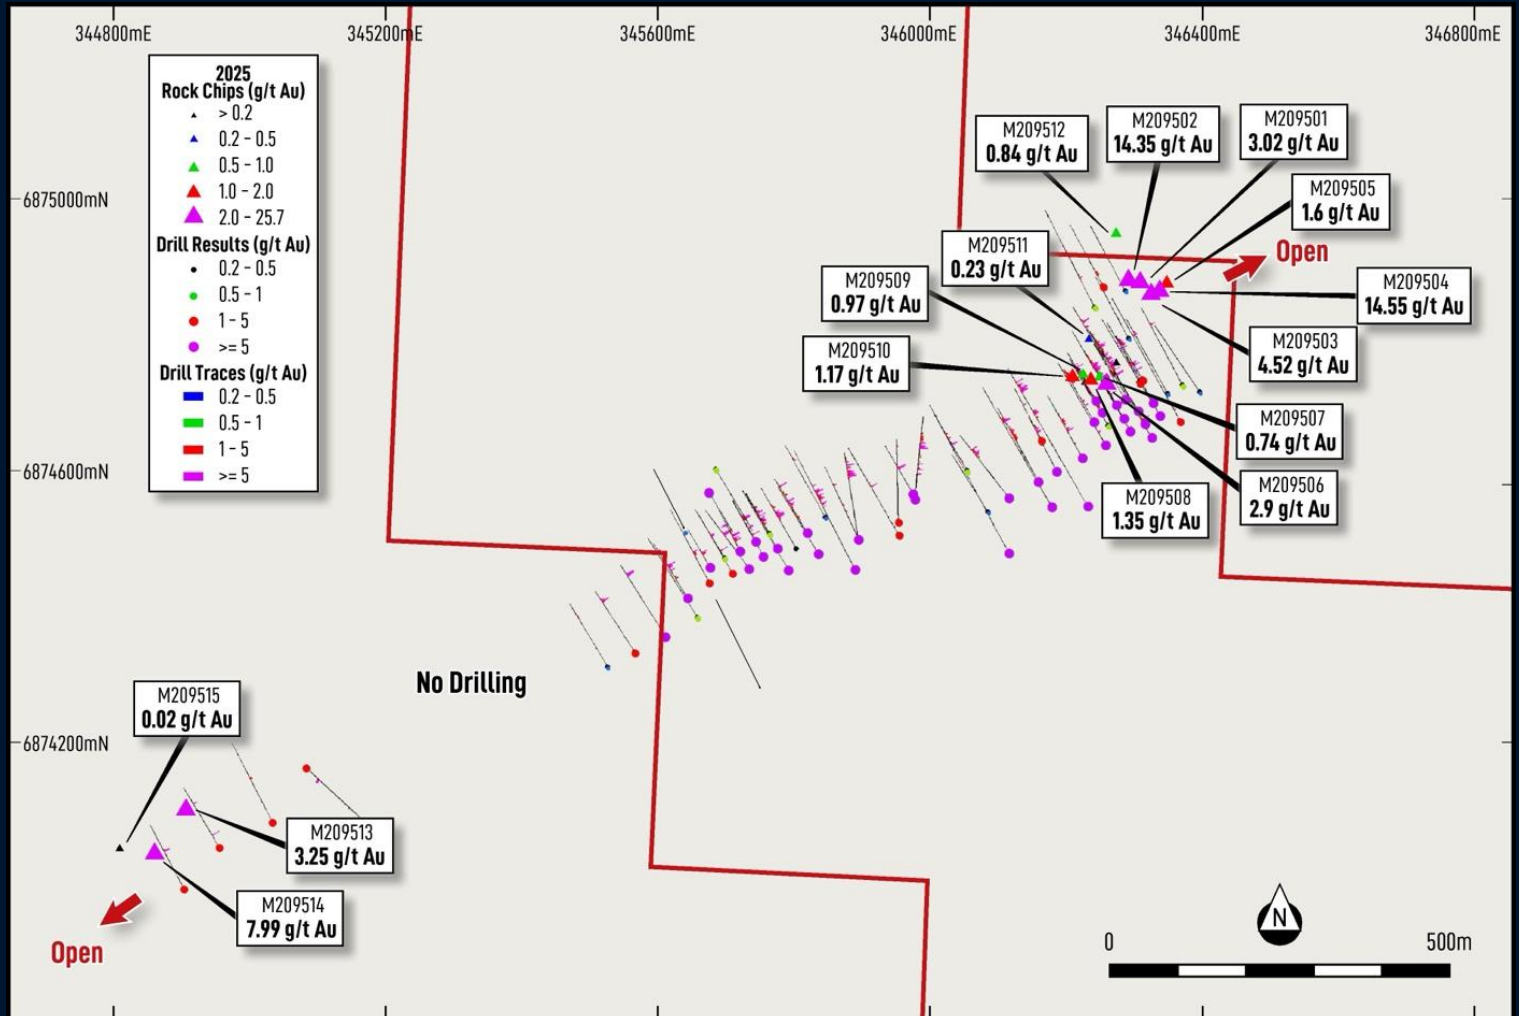 344800mE
345200mE
345600mE
346000mE
346400mE
346800mE
2025
Rock Chips (g/t Au)
> 0.2
0.2 – 0.5
0.5 – 1.0
1.0 – 2.0
2.0 – 25.7
Drill Results (g/t Au)
0.2 – 0.5
0.5 – 1
1 – 5
>= 5
Drill Traces (g/t Au)
0.2 – 0.5
0.5 – 1
1 – 5
>= 5
6875000mN
6874600mN
6874200mN
M209512
0.84 g/t Au
M209502
14.35 g/t Au
M209501
3.02 g/t Au
M209505
1.6 g/t Au
Open
M209511
0.23 g/t Au
M209509
0.97 g/t Au
M209504
14.55 g/t Au
M209510
1.17 g/t Au
M209503
4.52 g/t Au
M209507
0.74 g/t Au
M209506
2.9 g/t Au
M209508
1.35 g/t Au
No Drilling
M209515
0.02 g/t Au
M209513
3.25 g/t Au
M209514
7.99 g/t Au
Open
N
0
500m